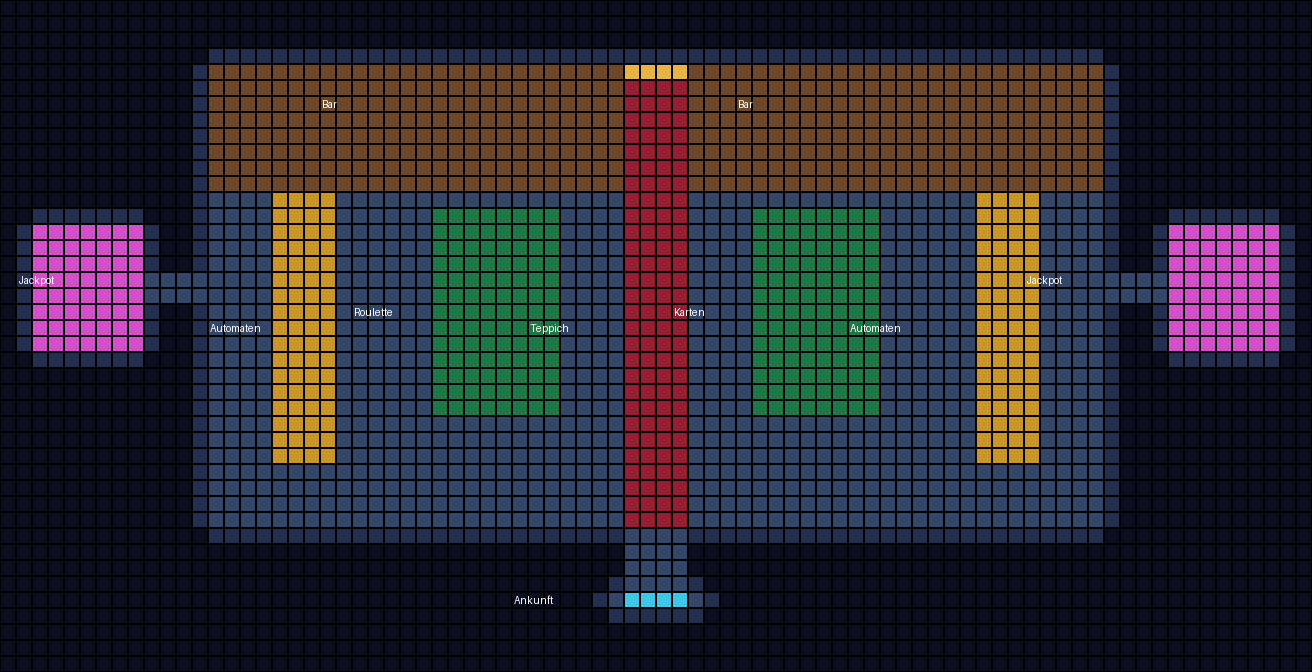 Bar
Bar
Jackpot
Jackpot
Roulette
Karten
Automaten
Teppich
Automaten
Ankunft